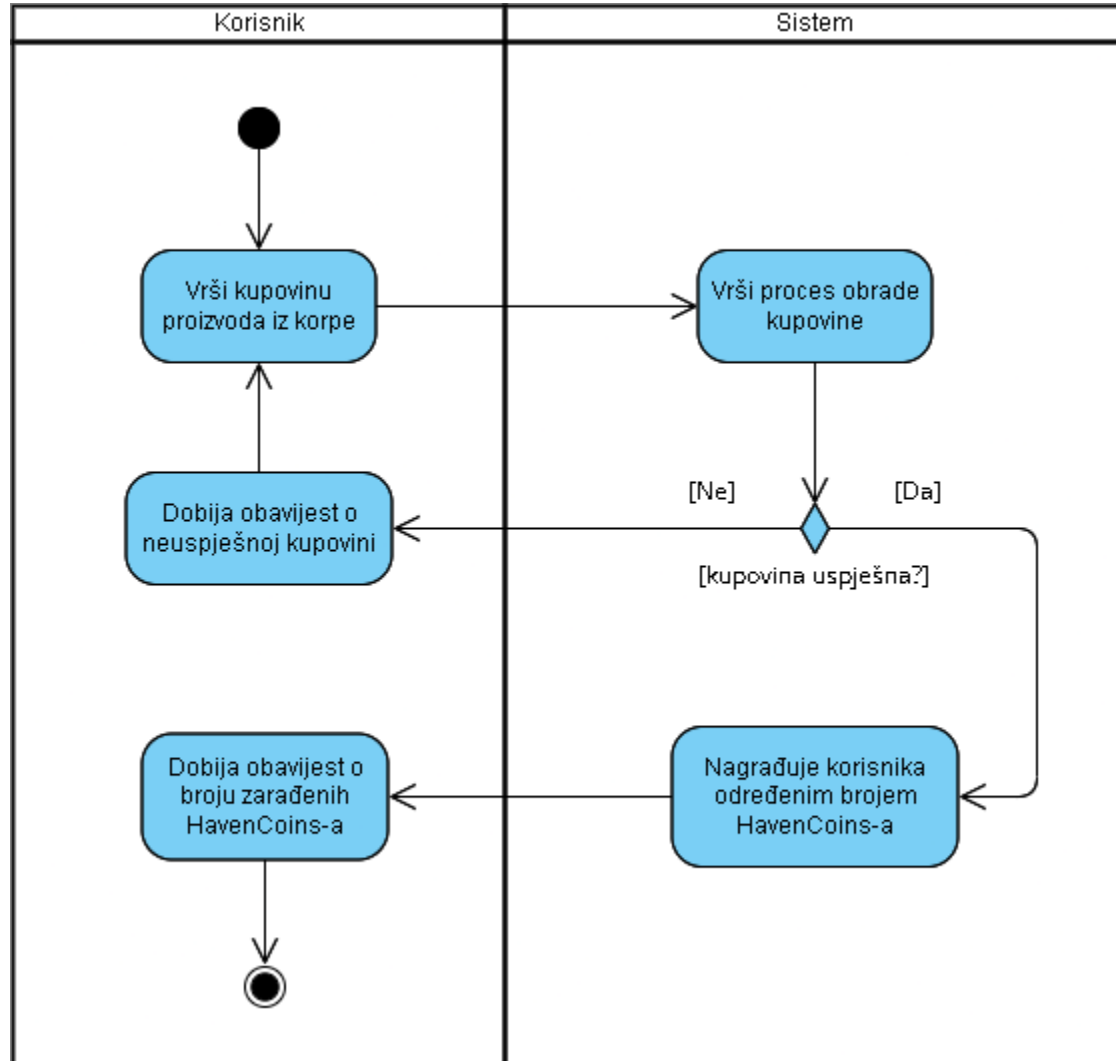 Korisnik
Sistem
Vrši kupovinu
proizvoda iz korpe
Vrši proces obrade
kupovine
[Ne]
[Da]
Dobija obavijest o
neuspješnoj kupovini
[kupovina uspješna?]
Dobija obavijest o
broju zarađenih
HavenCoins-a
Nagrađuje korisnika
određenim brojem
HavenCoins-a